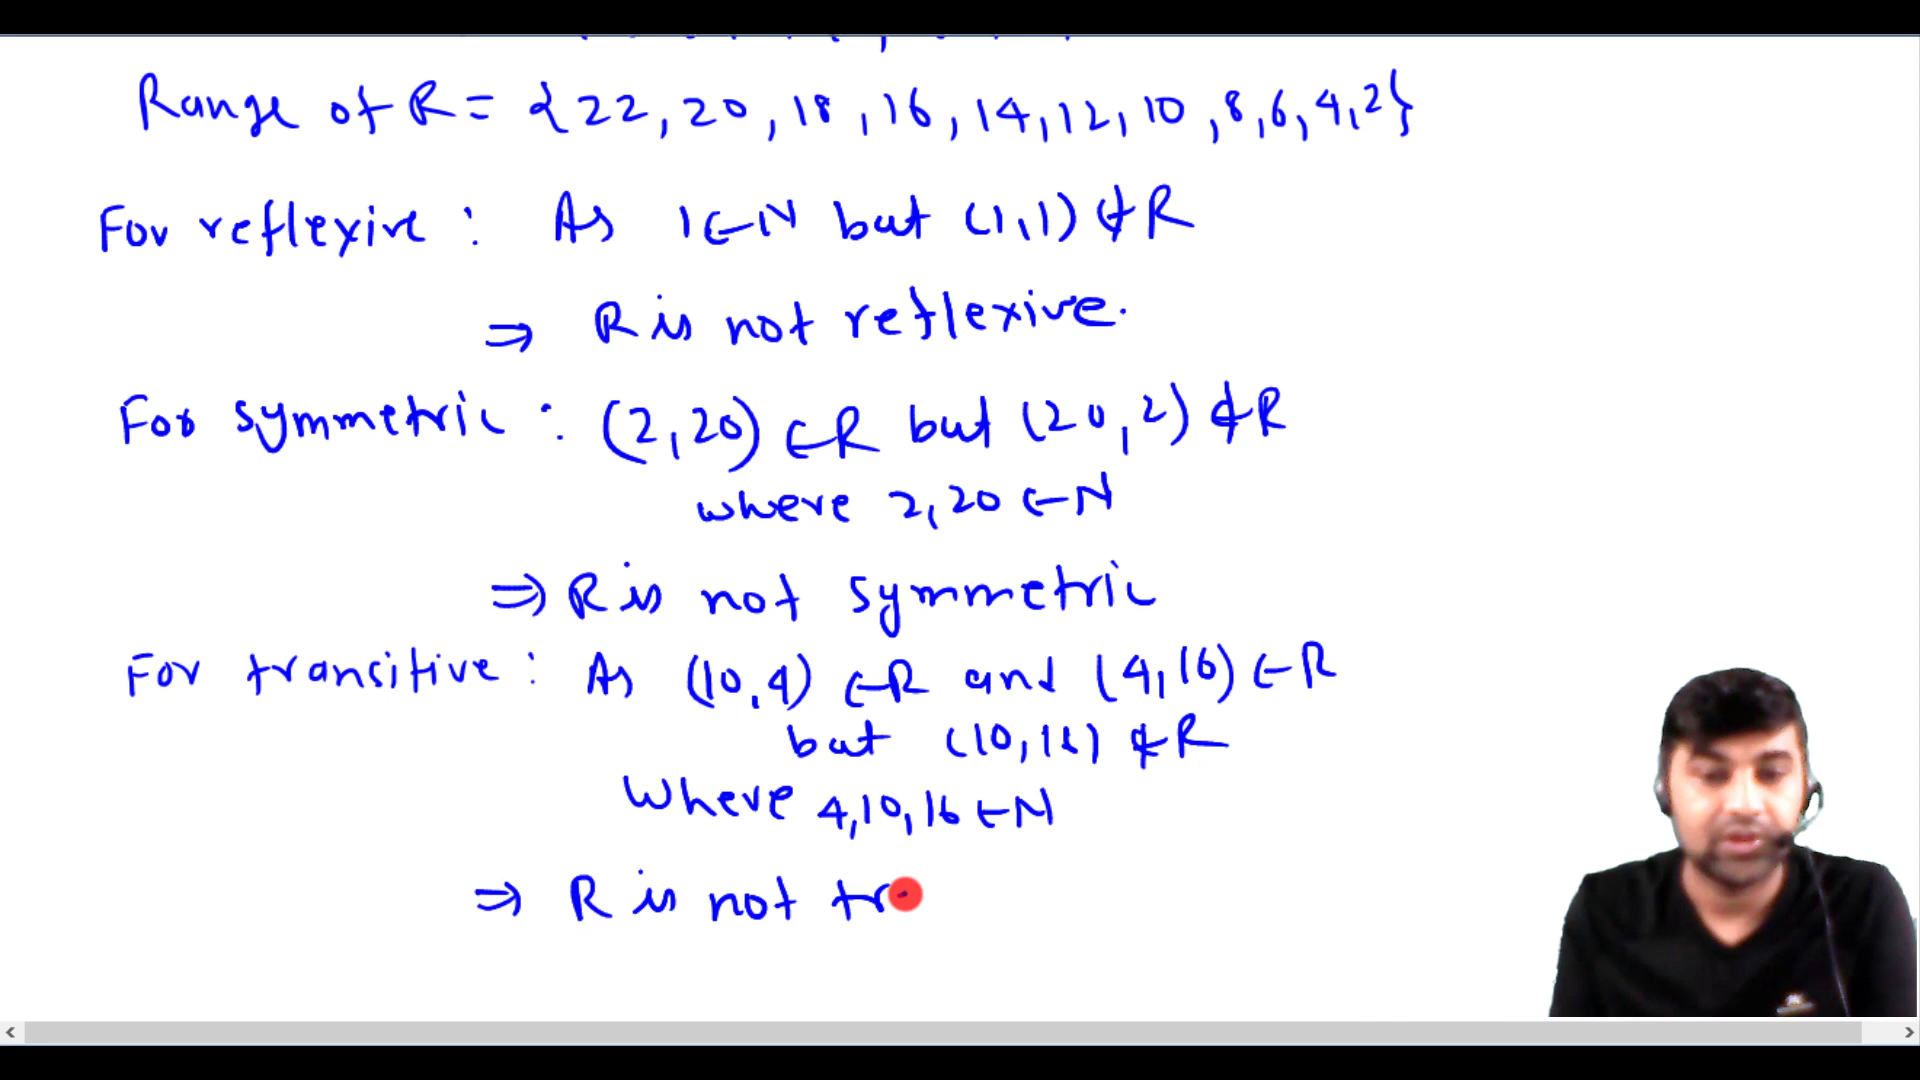 Range of R = {22, 20, 18, 16, 14, 12, 10, 8, 6, 4, 2}
For reflexive : As 1∈N but (1,1)∉R
⇒ R is not reflexive.
For symmetric : (2,20)∈R but (20,2)∉R
where 2,20∈N
⇒ R is not symmetric
For transitive : As (10,4)∈R and (4,16)∈R
but (10,16)∉R
Where 4,10,16∈N
⇒ R is not tr